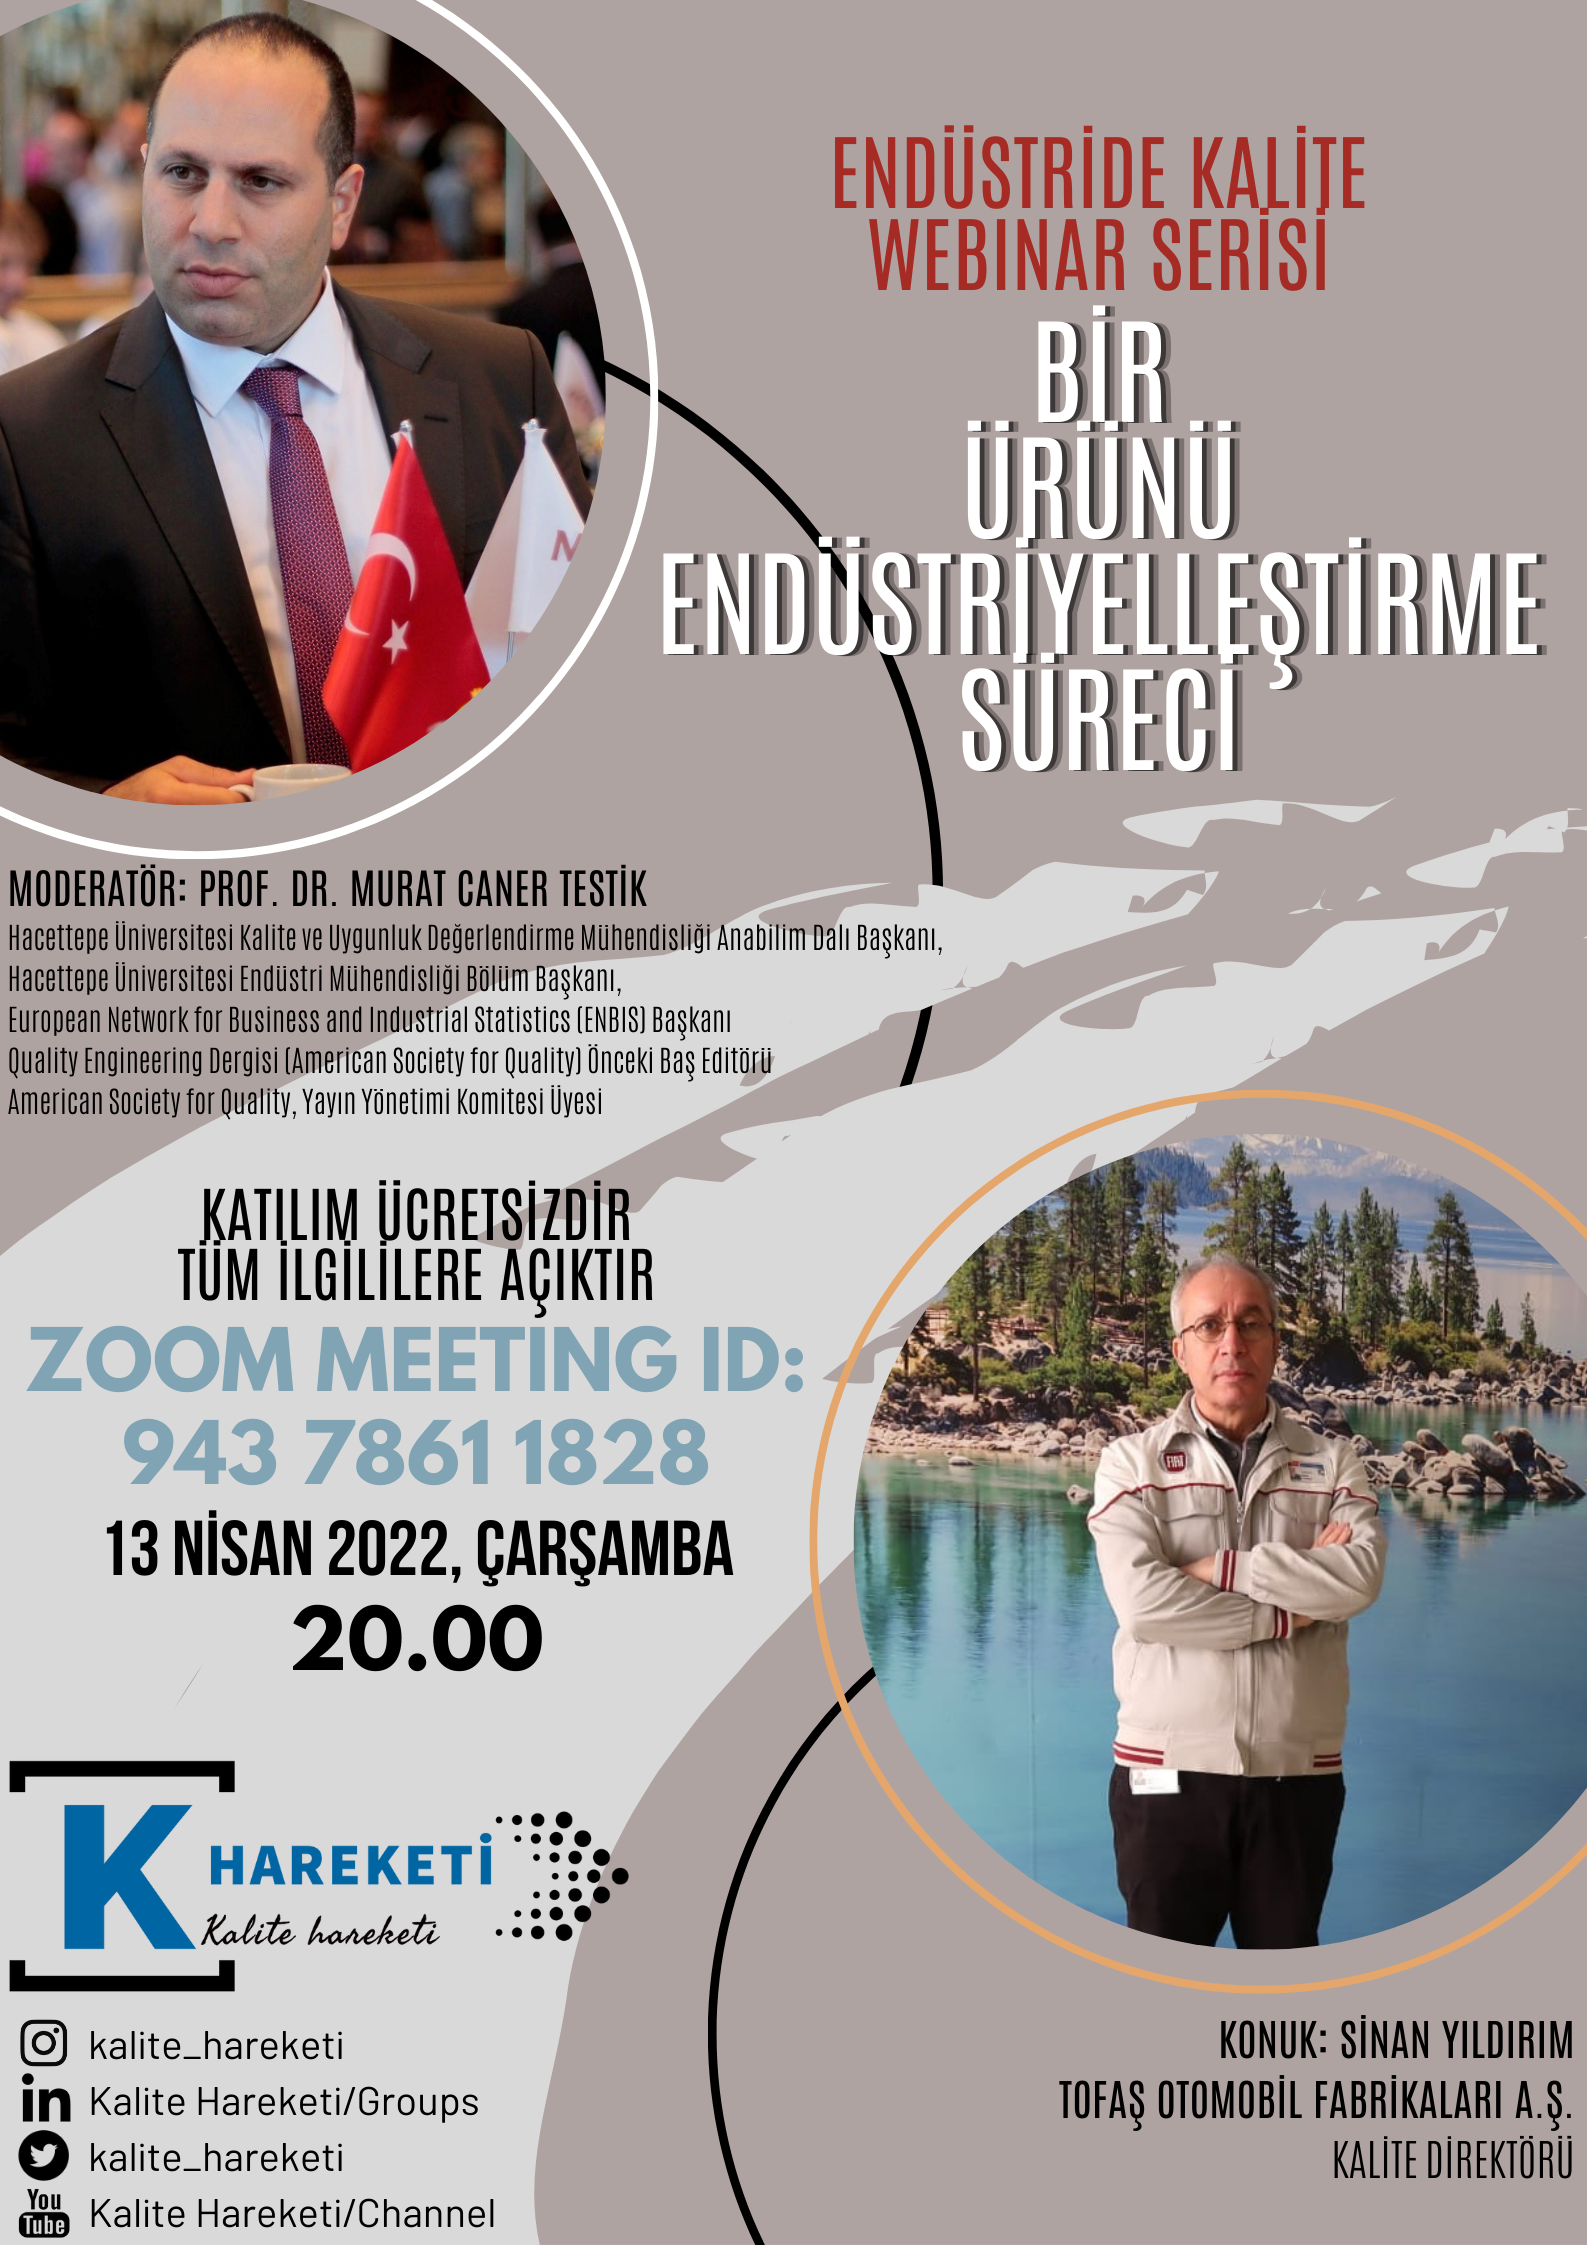 ENDÜSTRİDE KALİTE
WEBINAR SERİSİ
BİR
ÜRÜNÜ
ENDÜSTRİYELLEŞTİRME
SÜRECİ
M
MODERATÖR: PROF. DR. MURAT CANER TESTİK
Hacettepe Üniversitesi Kalite ve Uygunluk Değerlendirme Mühendisliği Anabilim Dalı Başkanı,
Hacettepe Üniversitesi Endüstri Mühendisliği Bölüm Başkanı,
European Network for Business and Industrial Statistics (ENBIS) Başkanı
Quality Engineering Dergisi (American Society for Quality) Önceki Baş Editörü
American Society for Quality, Yayın Yönetimi Komitesi Üyesi
KATILIM ÜCRETSİZDİR
TÜM İLGİLİLERE AÇIKTIR
ZOOM MEETING ID:
943 7861 1828
13 NİSAN 2022, ÇARŞAMBA
20.00
FIAT
K HAREKETİ
Kalite hareketi
kalite_hareketi
in Kalite Hareketi/Groups
kalite_hareketi
You Tube Kalite Hareketi/Channel
KONUK: SİNAN YILDIRIM
TOFAŞ OTOMOBİL FABRİKALARI A.Ş.
KALİTE DİREKTÖRÜ